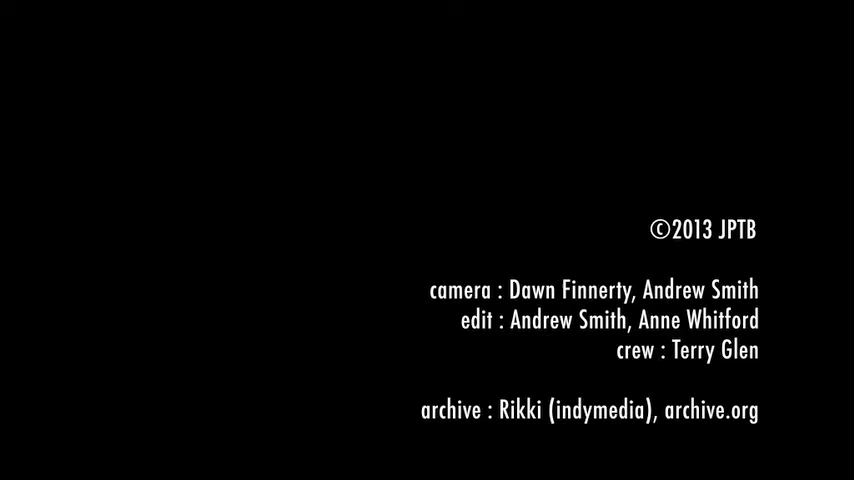 ©2013 JPTB
camera : Dawn Finnerty, Andrew Smith
edit : Andrew Smith, Anne Whitford
crew : Terry Glen
archive : Rikki (indymedia), archive.org